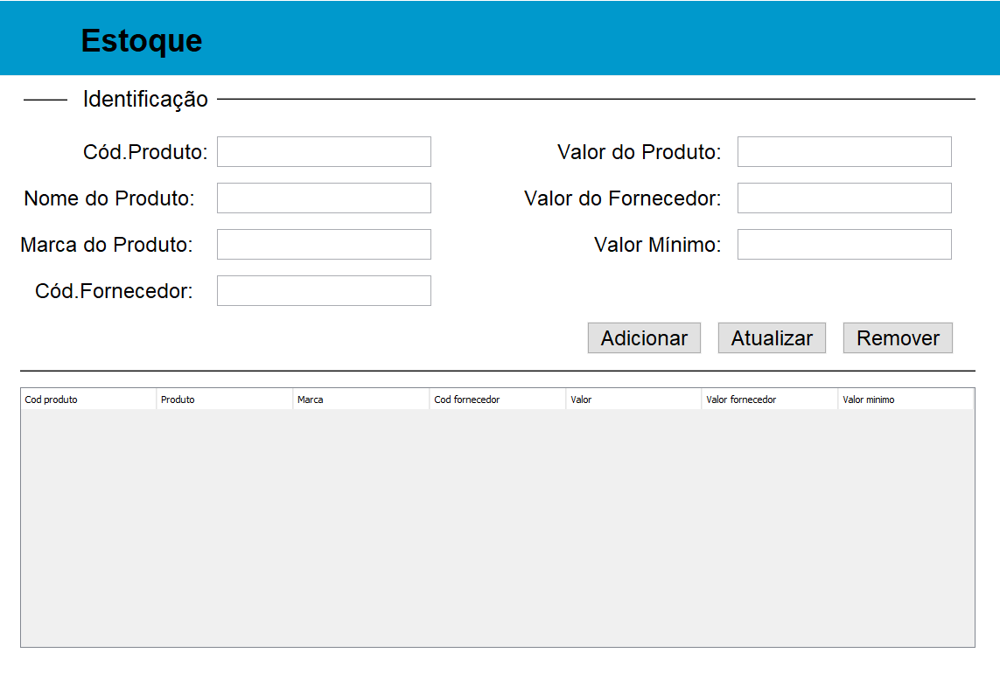 Estoque
Identificação
Cód.Produto:
Valor do Produto:
Nome do Produto:
Valor do Fornecedor:
Marca do Produto:
Valor Mínimo:
Cód.Fornecedor:
Adicionar Atualizar Remover
Cod produto Produto Marca Cod fornecedor Valor Valor fornecedor Valor minimo